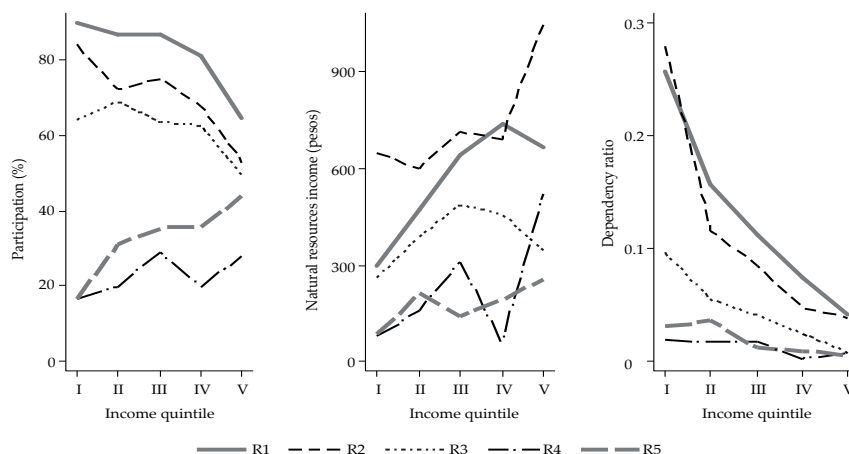 Participation (%)
80
60
40
20
0
I II III IV V
Income quintile
Natural resources income (pesos)
900
600
300
0
I II III IV V
Income quintile
Dependency ratio
0.3
0.2
0.1
0
I II III IV V
Income quintile
R1 R2 R3 R4 R5